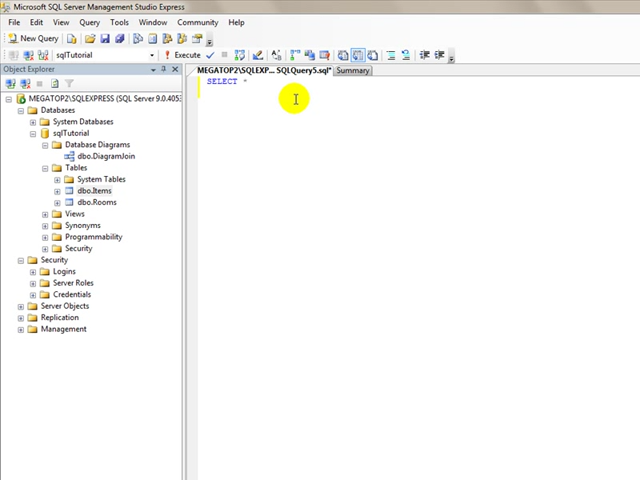 Microsoft SQL Server Management Studio Express
File Edit View Query Tools Window Community Help
New Query
sqlTutorial Execute
Object Explorer
MEGATOP2\SQLEXP... SQLQuery5.sql* Summary
SELECT *
MEGATOP2\SQLEXPRESS (SQL Server 9.0.4053
Databases
System Databases
sqlTutorial
Database Diagrams
dbo.DiagramJoin
Tables
System Tables
dbo.Items
dbo.Rooms
Views
Synonyms
Programmability
Security
Security
Logins
Server Roles
Credentials
Server Objects
Replication
Management